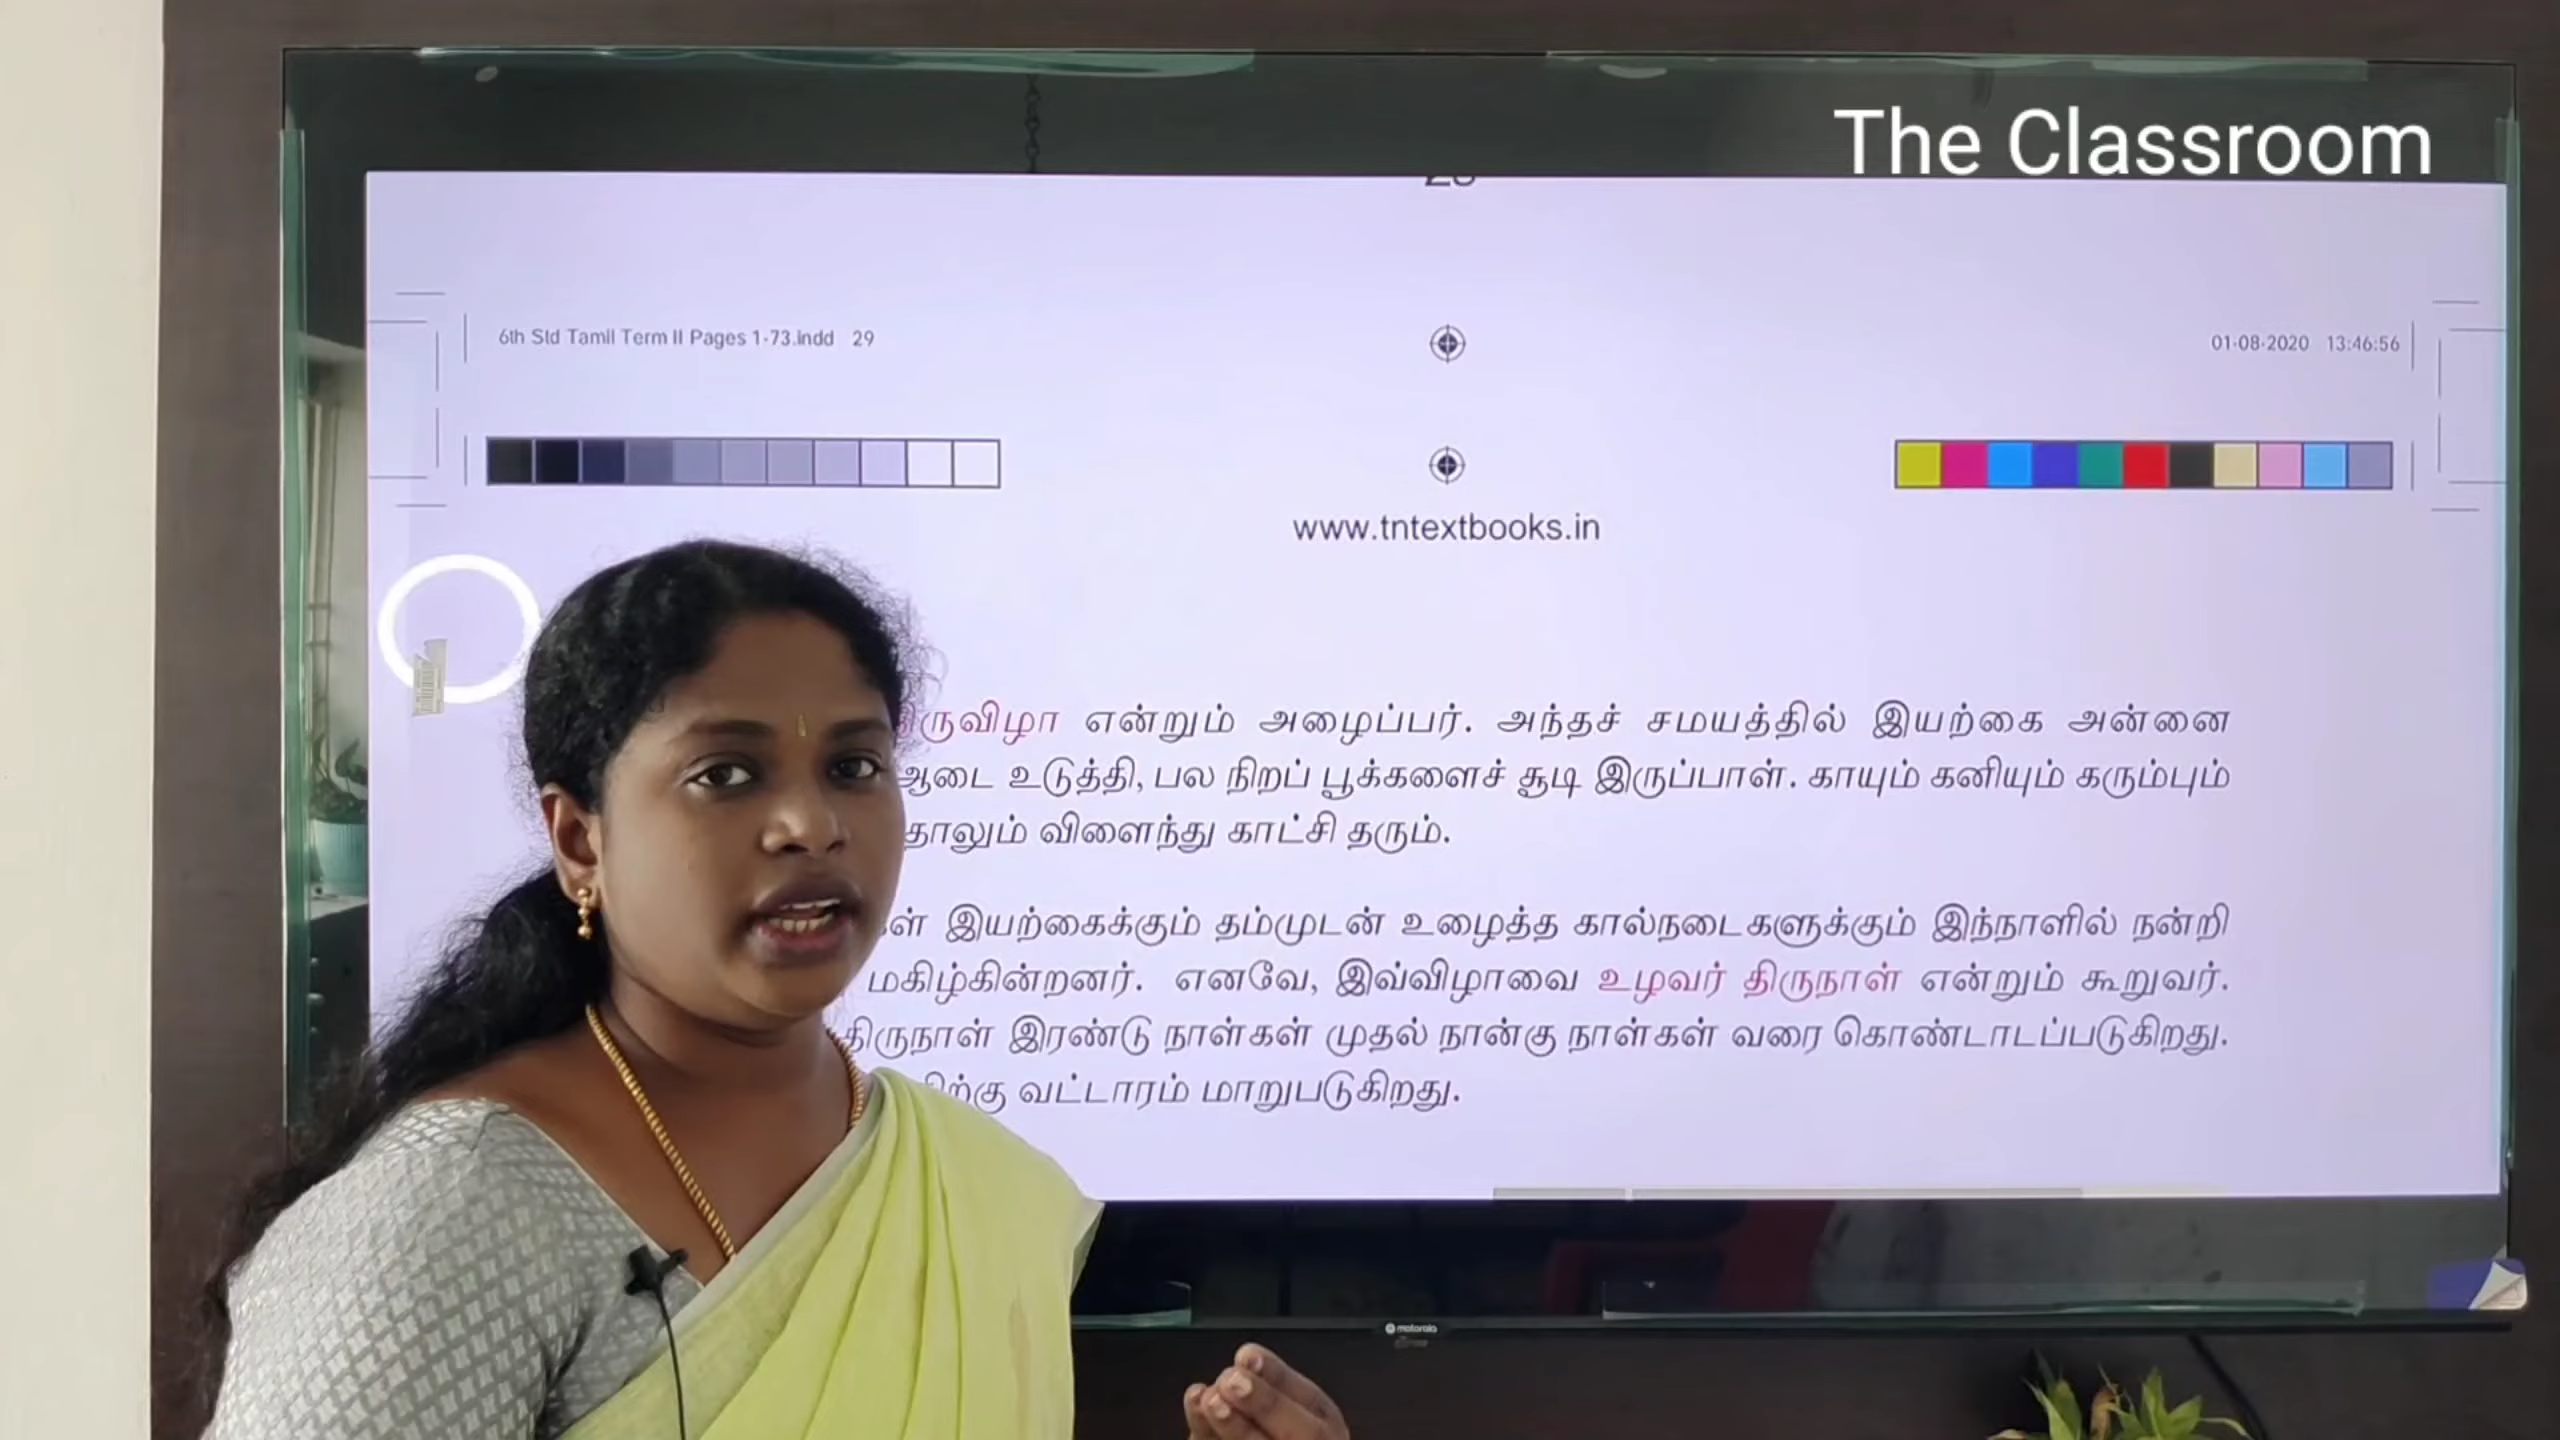 The Classroom
6th Std Tamil Term II Pages 1-73.indd 29
01-08-2020 13:46:56
www.tntextbooks.in
என்றும் அழைப்பர். அந்தச் சமயத்தில் இயற்கை அன்னை
ஆடை உடுத்தி, பல நிறப் பூக்களைச் சூடி இருப்பாள். காயும் கனியும் கரும்பும்
விளைந்து காட்சி தரும்.
இயற்கைக்கும் தம்முடன் உழைத்த கால்நடைகளுக்கும் இந்நாளில் நன்றி
மகிழ்கின்றனர். எனவே, இவ்விழாவை உழவர் திருநாள் என்றும் கூறுவர்.
திருநாள் இரண்டு நாள்கள் முதல் நான்கு நாள்கள் வரை கொண்டாடப்படுகிறது.
வட்டாரம் மாறுபடுகிறது.
motorola